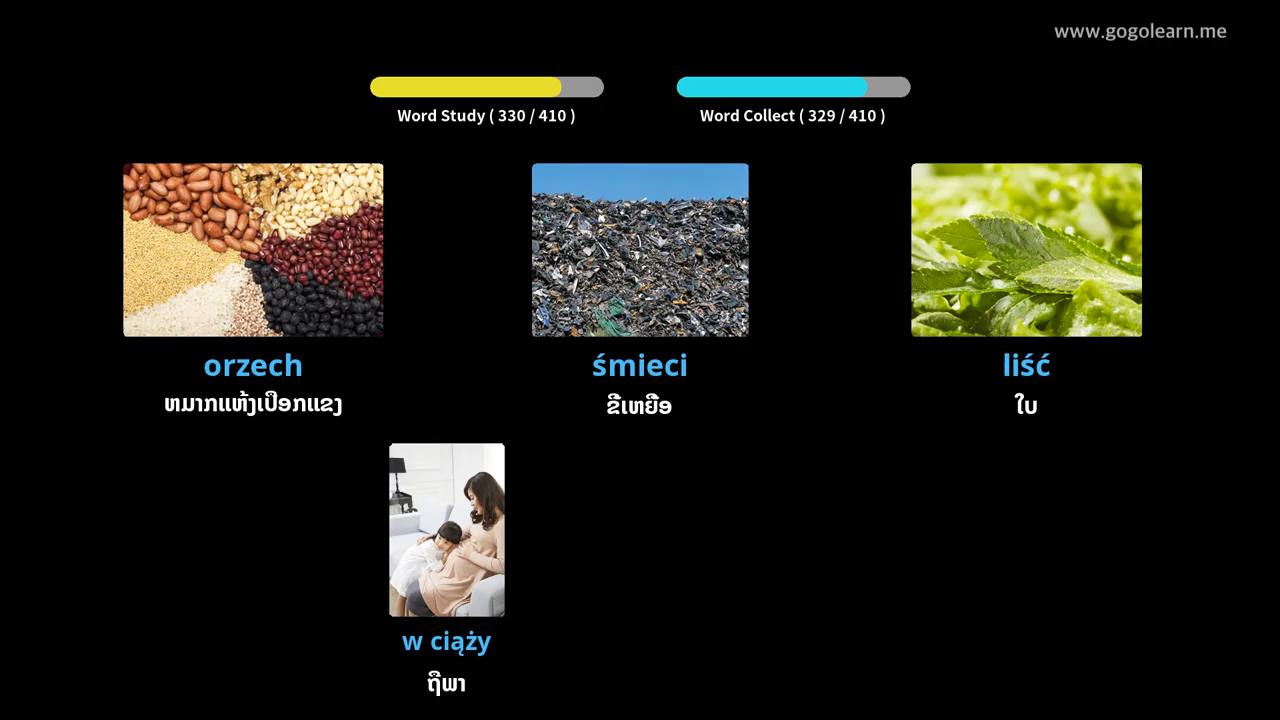 www.gogolearn.me
Word Study ( 330 / 410 )
Word Collect ( 329 / 410 )
orzech
ຫມາກແຫ້ງເປືອກແຂງ
śmieci
ຂີ້ເຫຍື້ອ
liść
ໃບ
w ciąży
ຖືພາ